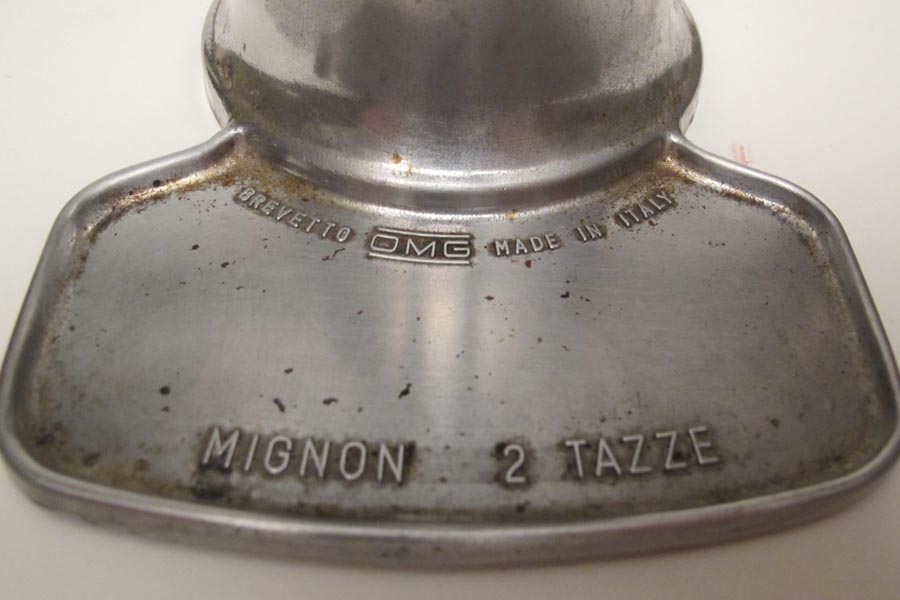 BREVETTO OMG MADE IN ITALY
MIGNON 2 TAZZE